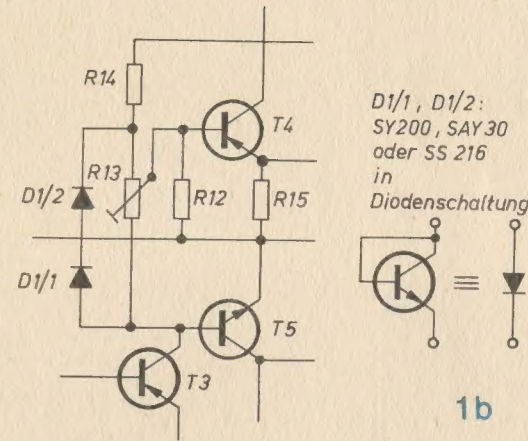 R14
T4
D1/1, D1/2:
SY200, SAY30
oder SS 216
in
Diodenschaltung
R13
R12
R15
D1/2
D1/1
T5
T3
1b